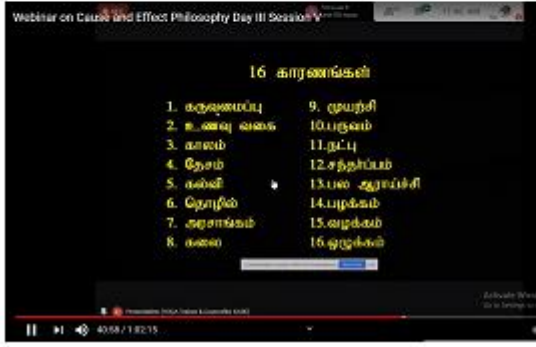 Webinar on Cause and Effect Philosophy Day III Session V
16 காரணங்கள்
1. கருவமைப்பு
2. உணவு வகை
3. காலம்
4. தேசம்
5. கல்வி
6. தொழில்
7. அரசாங்கம்
8. கலை
9. முயற்சி
10.பருவம்
11.நட்பு
12.சந்தர்ப்பம்
13.பல ஆராய்ச்சி
14.பழக்கம்
15.வழக்கம்
16.ஒழுக்கம்
Activate Win
40:58 / 1:02:15